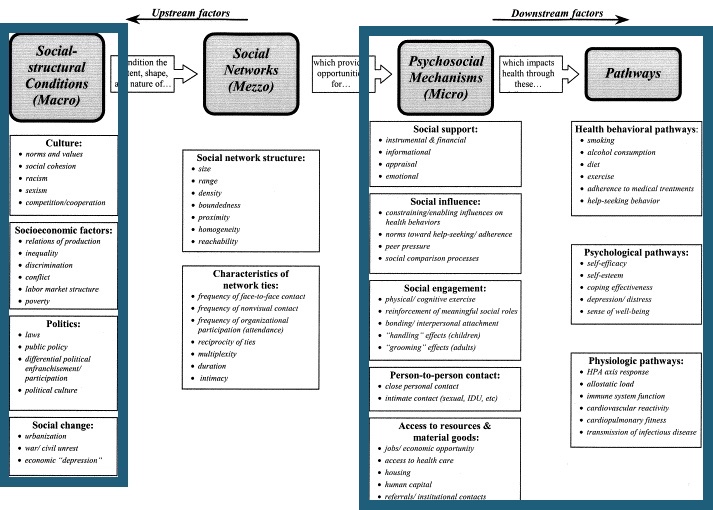 Upstream factors
Downstream factors
Social-
structural
Conditions
(Macro)
ondition the
tent, shape,
nature of…
Social
Networks
(Mezzo)
which provid
opportuniti
for…
Psychosocial
Mechanisms
(Micro)
which impacts
health through
these…
Pathways
Culture:
• norms and values
• social cohesion
• racism
• sexism
• competition/cooperation
Socioeconomic factors:
• relations of production
• inequality
• discrimination
• conflict
• labor market structure
• poverty
Politics:
• laws
• public policy
• differential political
enfranchisement/
participation
• political culture
Social change:
• urbanization
• war/ civil unrest
• economic “depression”
Social network structure:
• size
• range
• density
• boundedness
• proximity
• homogeneity
• reachability
Characteristics of
network ties:
• frequency of face-to-face contact
• frequency of nonvisual contact
• frequency of organizational
participation (attendance)
• reciprocity of ties
• multiplexity
• duration
• intimacy
Social support:
• instrumental & financial
• informational
• appraisal
• emotional
Social influence:
• constraining/enabling influences on
health behaviors
• norms toward help-seeking/ adherence
• peer pressure
• social comparison processes
Social engagement:
• physical/ cognitive exercise
• reinforcement of meaningful social roles
• bonding/ interpersonal attachment
• “handling” effects (children)
• “grooming” effects (adults)
Person-to-person contact:
• close personal contact
• intimate contact (sexual, IDU, etc)
Access to resources &
material goods:
• jobs/ economic opportunity
• access to health care
• housing
• human capital
• referrals/ institutional contacts
Health behavioral pathways:
• smoking
• alcohol consumption
• diet
• exercise
• adherence to medical treatments
• help-seeking behavior
Psychological pathways:
• self-efficacy
• self-esteem
• coping effectiveness
• depression/ distress
• sense of well-being
Physiologic pathways:
• HPA axis response
• allostatic load
• immune system function
• cardiovascular reactivity
• cardiopulmonary fitness
• transmission of infectious disease